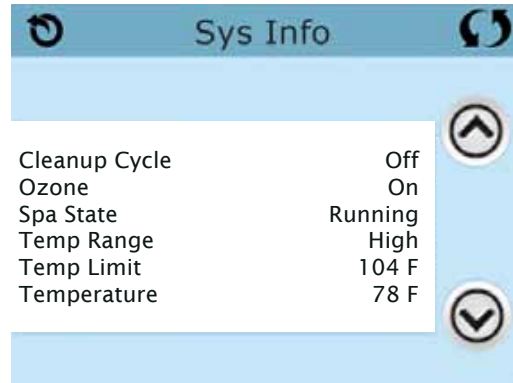 Sys Info
Cleanup Cycle Off
Ozone On
Spa State Running
Temp Range High
Temp Limit 104 F
Temperature 78 F